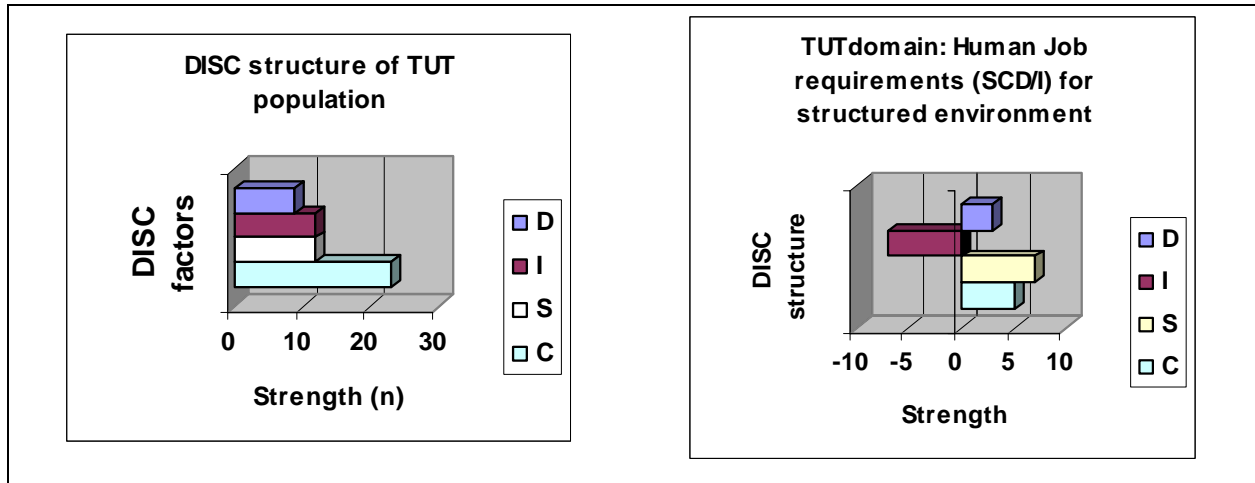 DISC structure of TUT
population
DISC
factors
0 10 20 30
Strength (n)
D
I
S
C
TUTdomain: Human Job
requirements (SCD/I) for
structured environment
DISC
structure
-10 -5 0 5 10
Strength
D
I
S
C